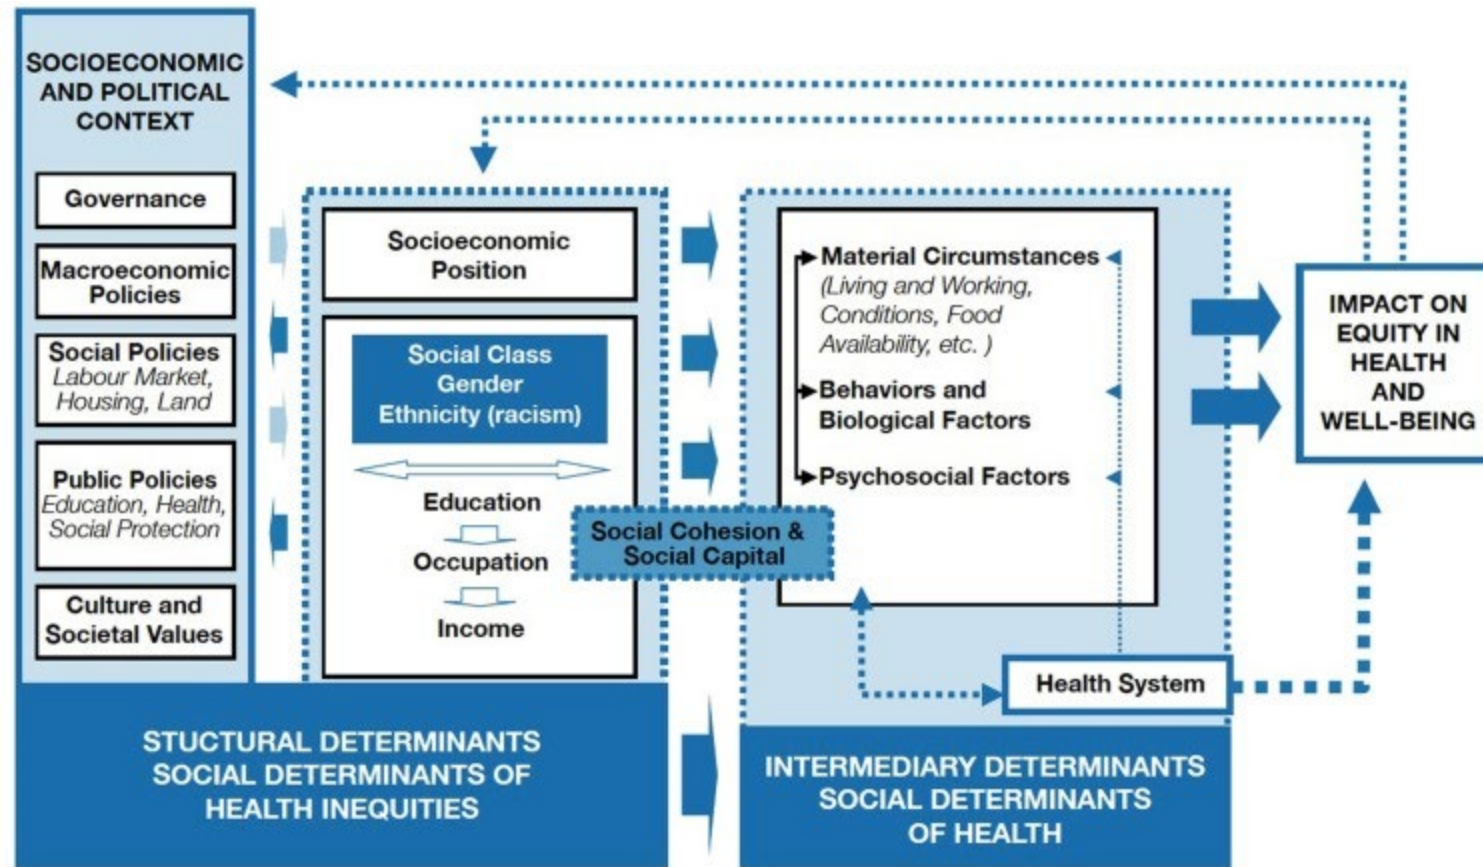 SOCIOECONOMIC
AND POLITICAL
CONTEXT
Governance
Macroeconomic
Policies
Social Policies
Labour Market,
Housing, Land
Public Policies
Education, Health,
Social Protection
Culture and
Societal Values
Socioeconomic
Position
Social Class
Gender
Ethnicity (racism)
Education
Occupation
Income
Social Cohesion &
Social Capital
Material Circumstances
(Living and Working,
Conditions, Food
Availability, etc. )
Behaviors and
Biological Factors
Psychosocial Factors
Health System
IMPACT ON
EQUITY IN
HEALTH
AND
WELL-BEING
STUCTURAL DETERMINANTS
SOCIAL DETERMINANTS OF
HEALTH INEQUITIES
INTERMEDIARY DETERMINANTS
SOCIAL DETERMINANTS
OF HEALTH